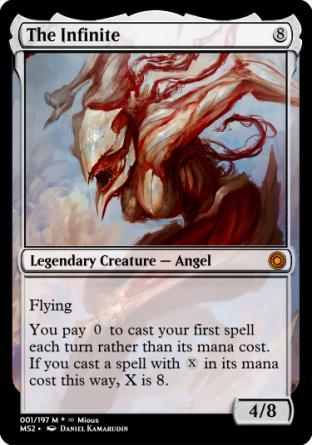 The Infinite 8
Legendary Creature — Angel
Flying
You pay 0 to cast your first spell
each turn rather than its mana cost.
If you cast a spell with X in its mana
cost this way, X is 8.
4/8
001/197 M * ∞ Mious
MS2 • Daniel Kamarudin